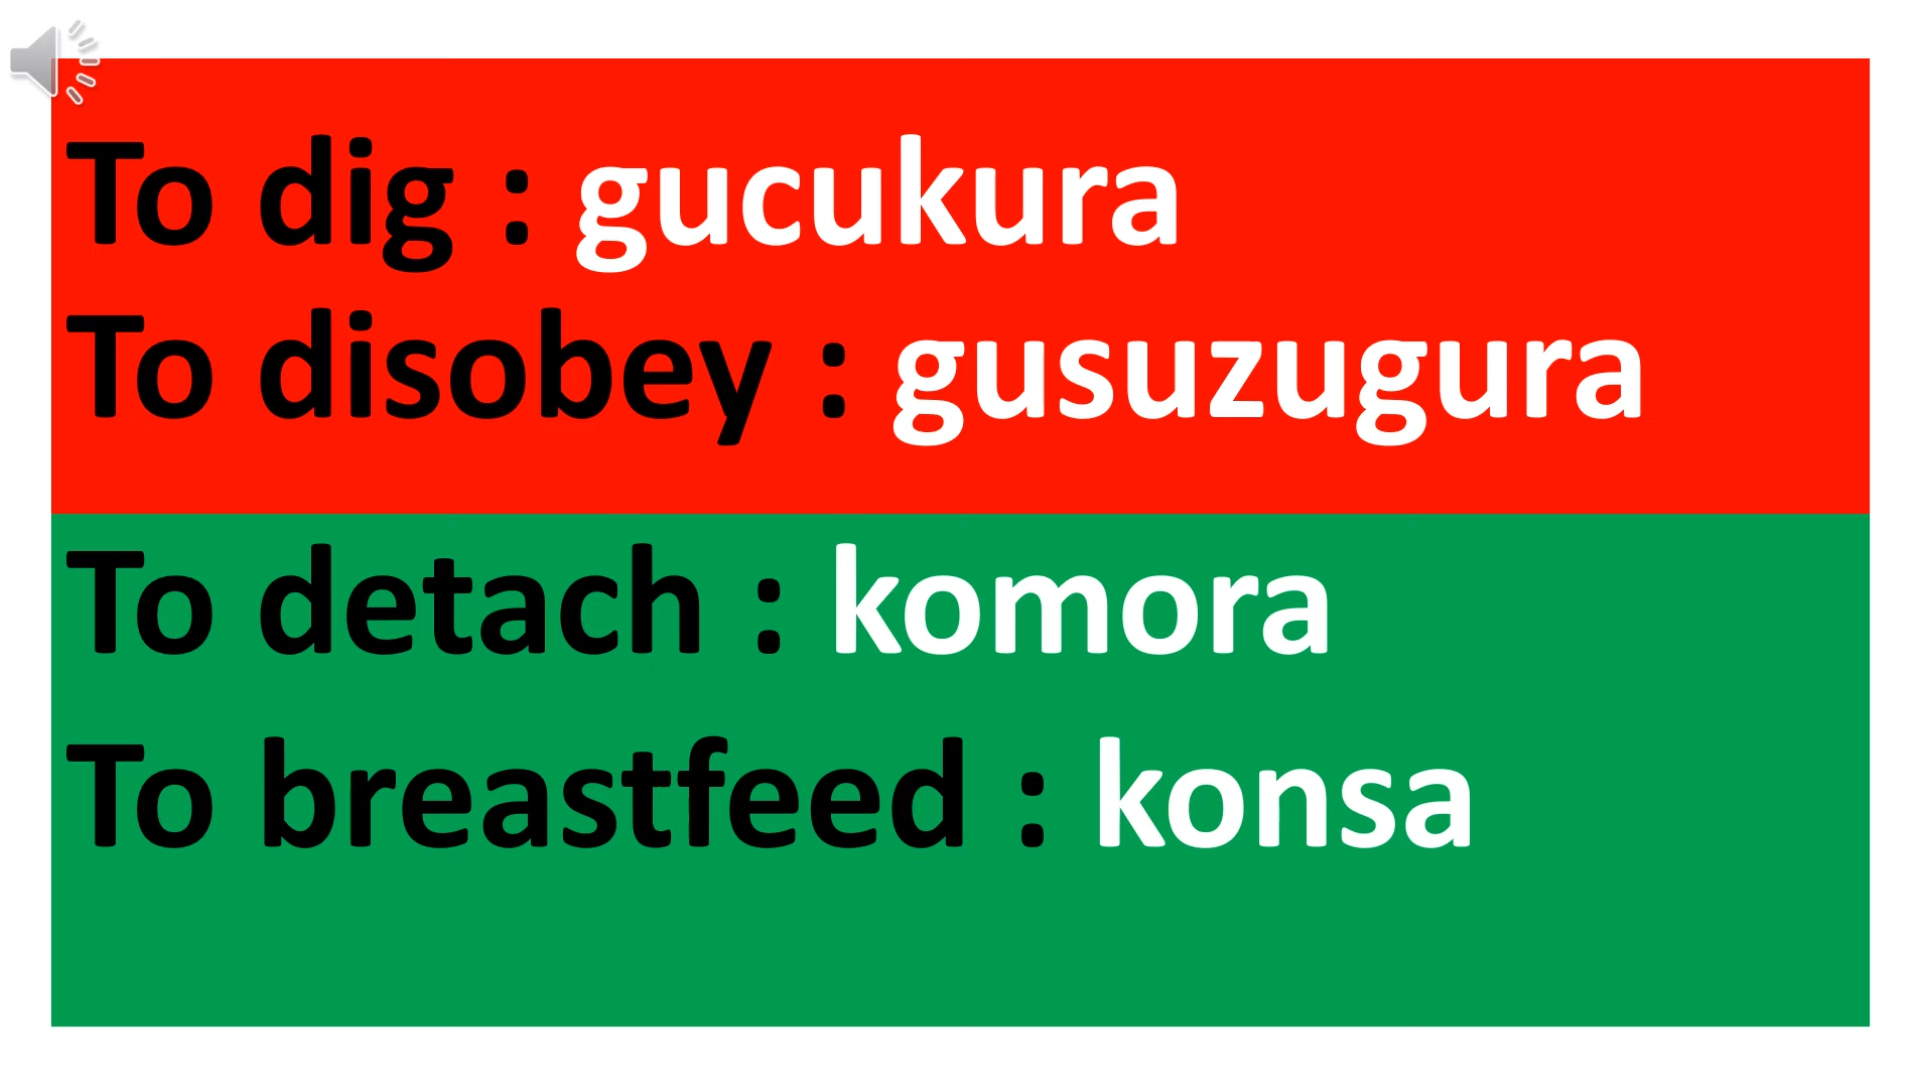 To dig : gucukura
To disobey : gusuzugura
To detach : komora
To breastfeed : konsa